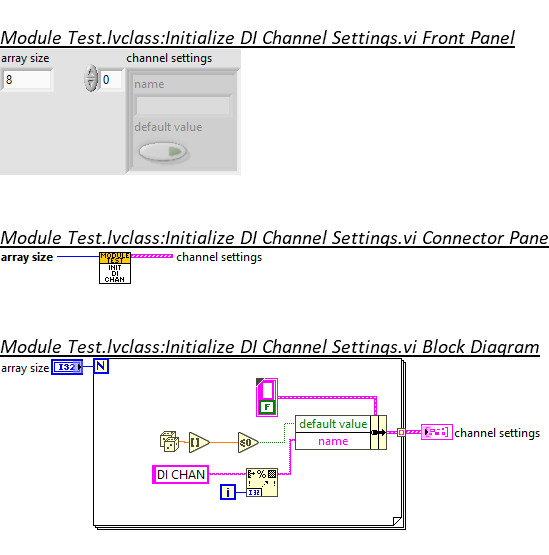 Module Test.lvclass:Initialize DI Channel Settings.vi Front Panel
array size channel settings
8 0 name
default value
Module Test.lvclass:Initialize DI Channel Settings.vi Connector Pane
array size MODULE TEST INIT DI CHAN channel settings
Module Test.lvclass:Initialize DI Channel Settings.vi Block Diagram
array size I32 N
F
default value
name
channel settings
≤0
DI CHAN
%
i I32